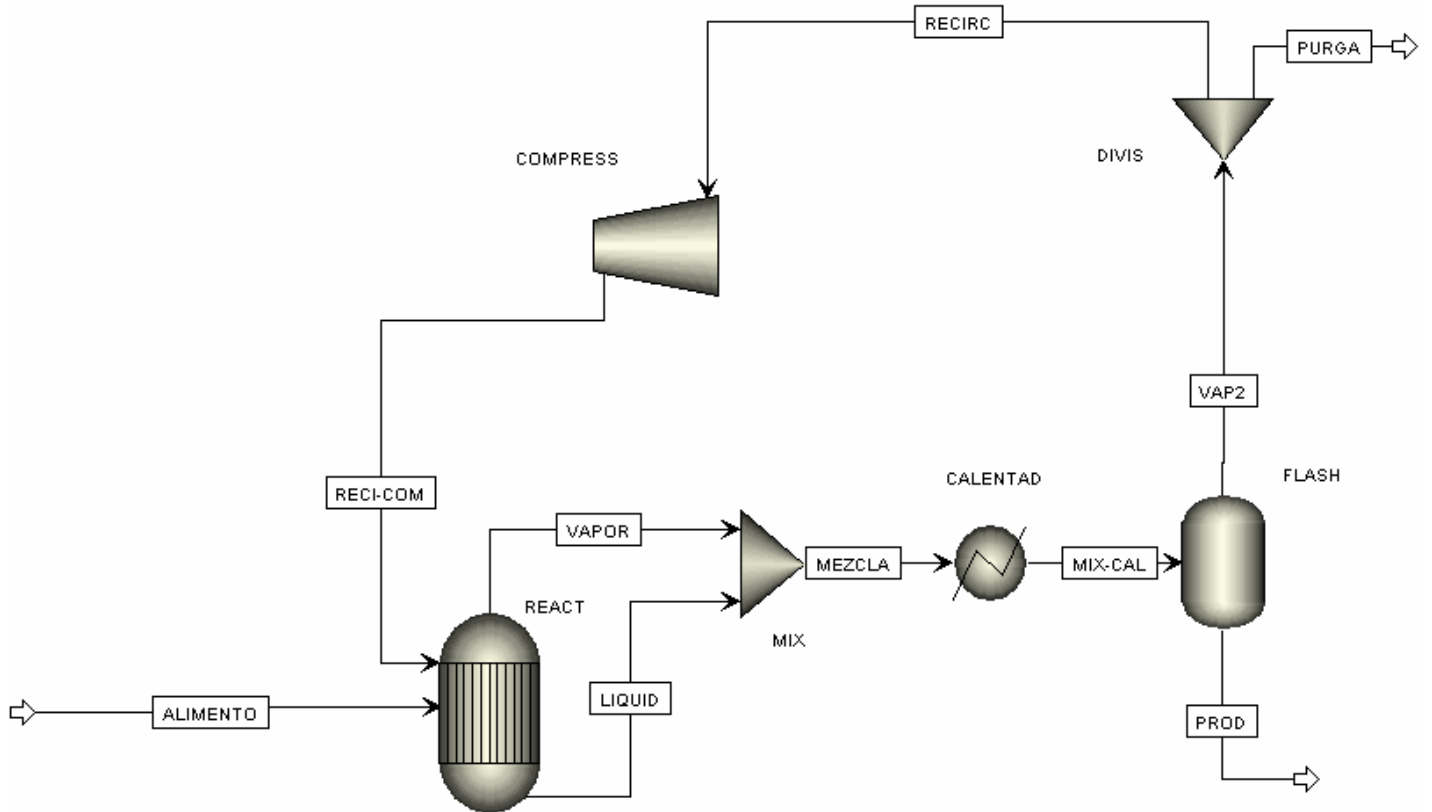 RECIRC
PURGA
COMPRESS
DIVIS
VAP2
CALENTAD
FLASH
RECI-COM
VAPOR
MEZCLA
MIX-CAL
REACT
MIX
LIQUID
ALIMENTO
PROD